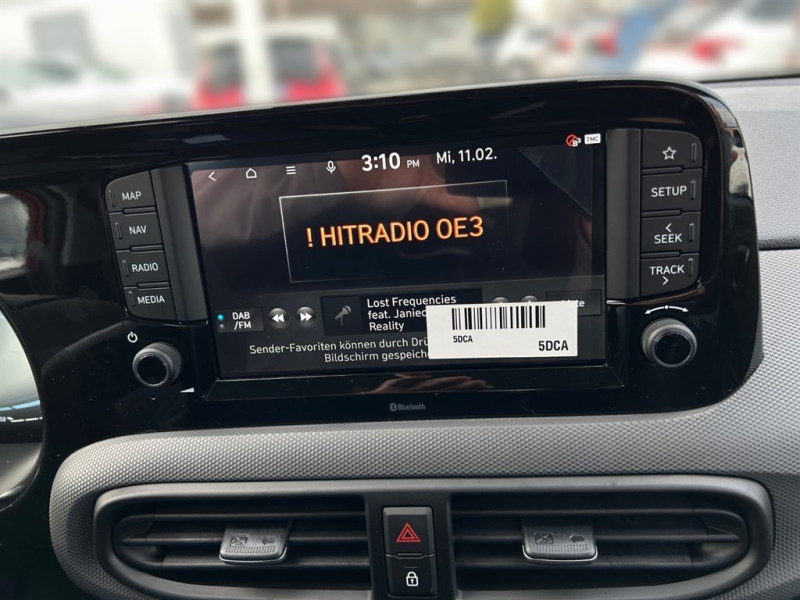 3:10 PM
Mi, 11.02.
TMC
! HITRADIO OE3
MAP
NAV
RADIO
MEDIA
SETUP
SEEK
TRACK
DAB
/FM
Lost Frequencies
feat.
Reality
5DCA
5DCA
Sender-Favoriten können durch
Bildschirm
Bluetooth